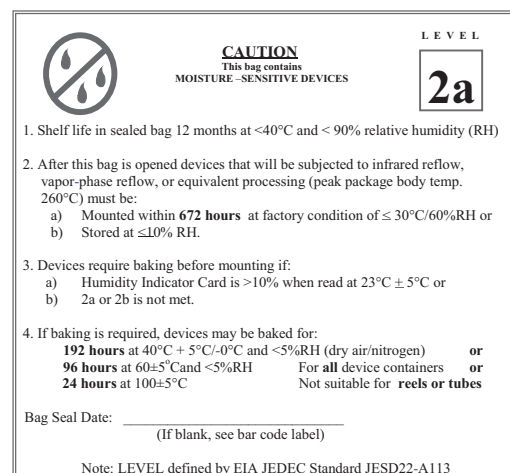 LEVEL
CAUTION
This bag contains
MOISTURE –SENSITIVE DEVICES
2a
1. Shelf life in sealed bag 12 months at <40°C and < 90% relative humidity (RH)
2. After this bag is opened devices that will be subjected to infrared reflow,
vapor-phase reflow, or equivalent processing (peak package body temp.
260°C) must be:
a) Mounted within 672 hours at factory condition of ≤ 30°C/60%RH or
b) Stored at ≤10% RH.
3. Devices require baking before mounting if:
a) Humidity Indicator Card is >10% when read at 23°C ± 5°C or
b) 2a or 2b is not met.
4. If baking is required, devices may be baked for:
192 hours at 40°C + 5°C/-0°C and <5%RH (dry air/nitrogen) or
96 hours at 60±5°Cand <5%RH For all device containers or
24 hours at 100±5°C Not suitable for reels or tubes
Bag Seal Date: ______________________________
(If blank, see bar code label)
Note: LEVEL defined by EIA JEDEC Standard JESD22-A113